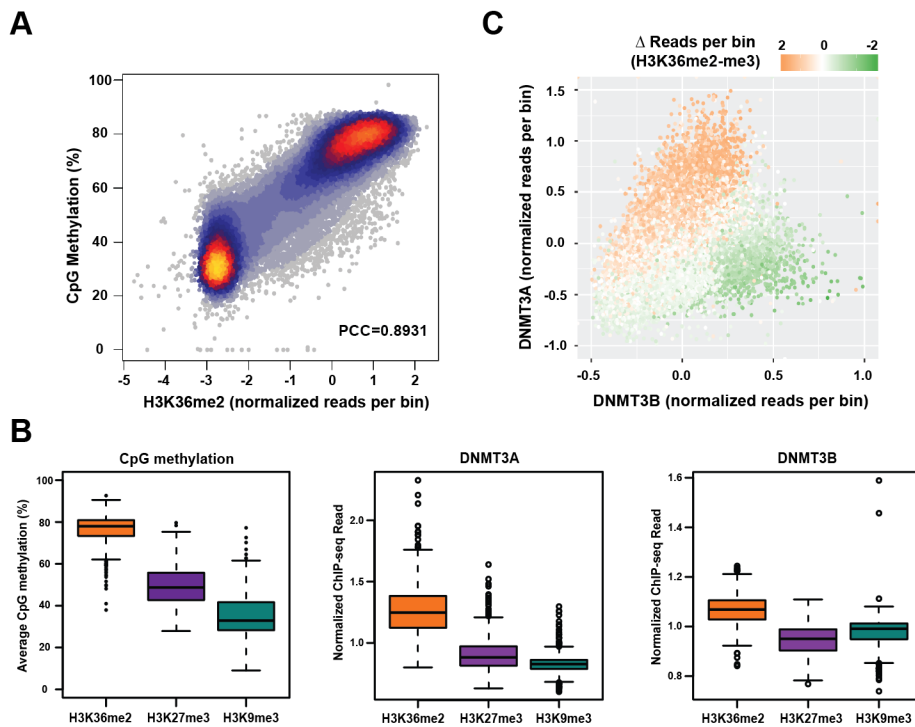 A
100
80
60
40
20
0
CpG Methylation (%)
PCC=0.8931
-5 -4 -3 -2 -1 0 1 2
H3K36me2 (normalized reads per bin)
C
Δ Reads per bin
(H3K36me2-me3)
2 0 -2
1.5
1.0
0.5
0.0
-0.5
-1.0
DNMT3A (normalized reads per bin)
-0.5 0.0 0.5 1.0
DNMT3B (normalized reads per bin)
B
CpG methylation
100
80
60
40
20
0
Average CpG methylation (%)
H3K36me2 H3K27me3 H3K9me3
DNMT3A
2.0
1.5
1.0
Normalized ChIP-seq Read
H3K36me2 H3K27me3 H3K9me3
DNMT3B
1.6
1.4
1.2
1.0
0.8
Normalized ChIP-seq Read
H3K36me2 H3K27me3 H3K9me3